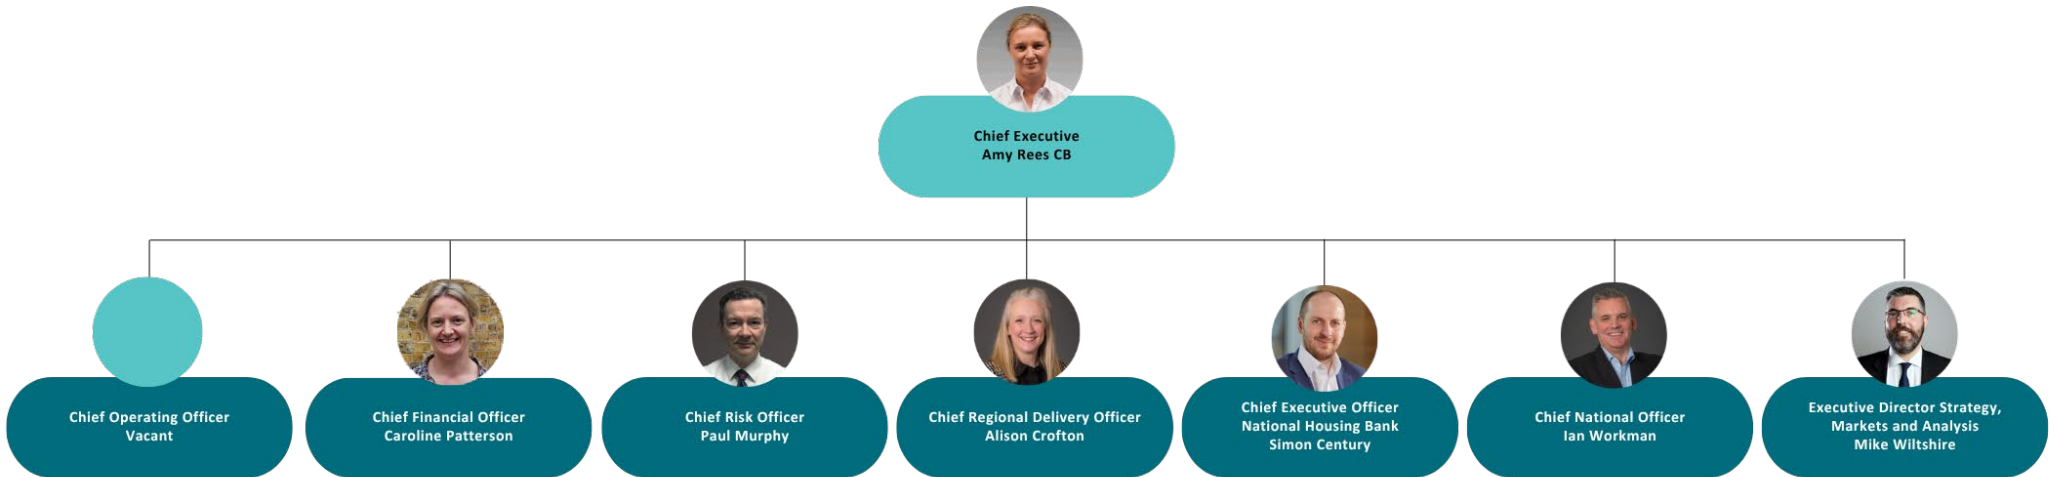 Chief Executive
Amy Rees CB
Chief Operating Officer
Vacant
Chief Financial Officer
Caroline Patterson
Chief Risk Officer
Paul Murphy
Chief Regional Delivery Officer
Alison Crofton
Chief Executive Officer
National Housing Bank
Simon Century
Chief National Officer
Ian Workman
Executive Director Strategy,
Markets and Analysis
Mike Wiltshire